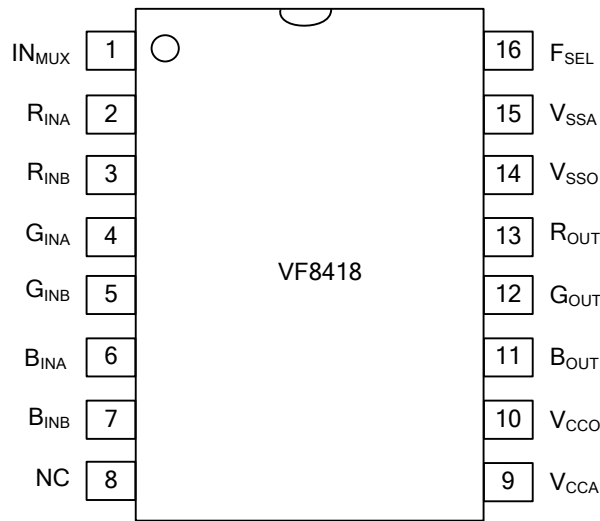 IN_MUX 1 16 F_SEL
R_INA 2 15 V_SSA
R_INB 3 14 V_SSO
G_INA 4 13 R_OUT
VF8418
G_INB 5 12 G_OUT
B_INA 6 11 B_OUT
B_INB 7 10 V_CCO
NC 8 9 V_CCA